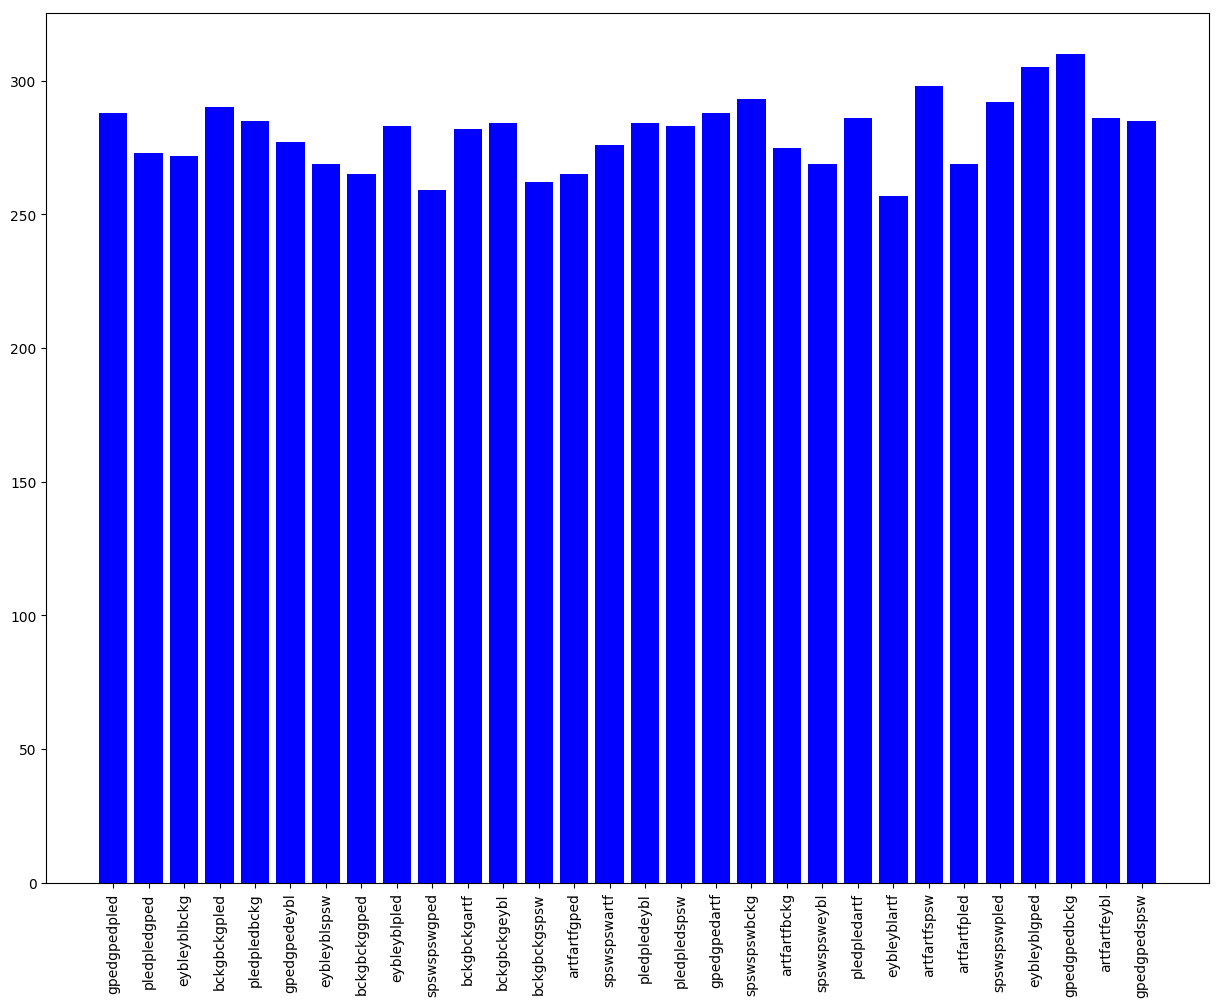 300
250
200
150
100
50
0
gpedgpedpled
pledpledgped
eybleyblbckg
bckgbckgpled
pledpledbckg
gpedgpedeybl
eybleyblspsw
bckgbckggped
eybleyblpled
spswspswgped
bckgbckgartf
bckgbckgeybl
bckgbckgspsw
artfartfgped
spswspswartf
pledpledeybl
pledpledspsw
gpedgpedartf
spswspswbckg
artfartfbckg
spswspsweybl
pledpledartf
eybleyblartf
artfartfspsw
artfartfpled
spswspswpled
eybleyblgped
gpedgpedbckg
artfartfeybl
gpedgpedspsw